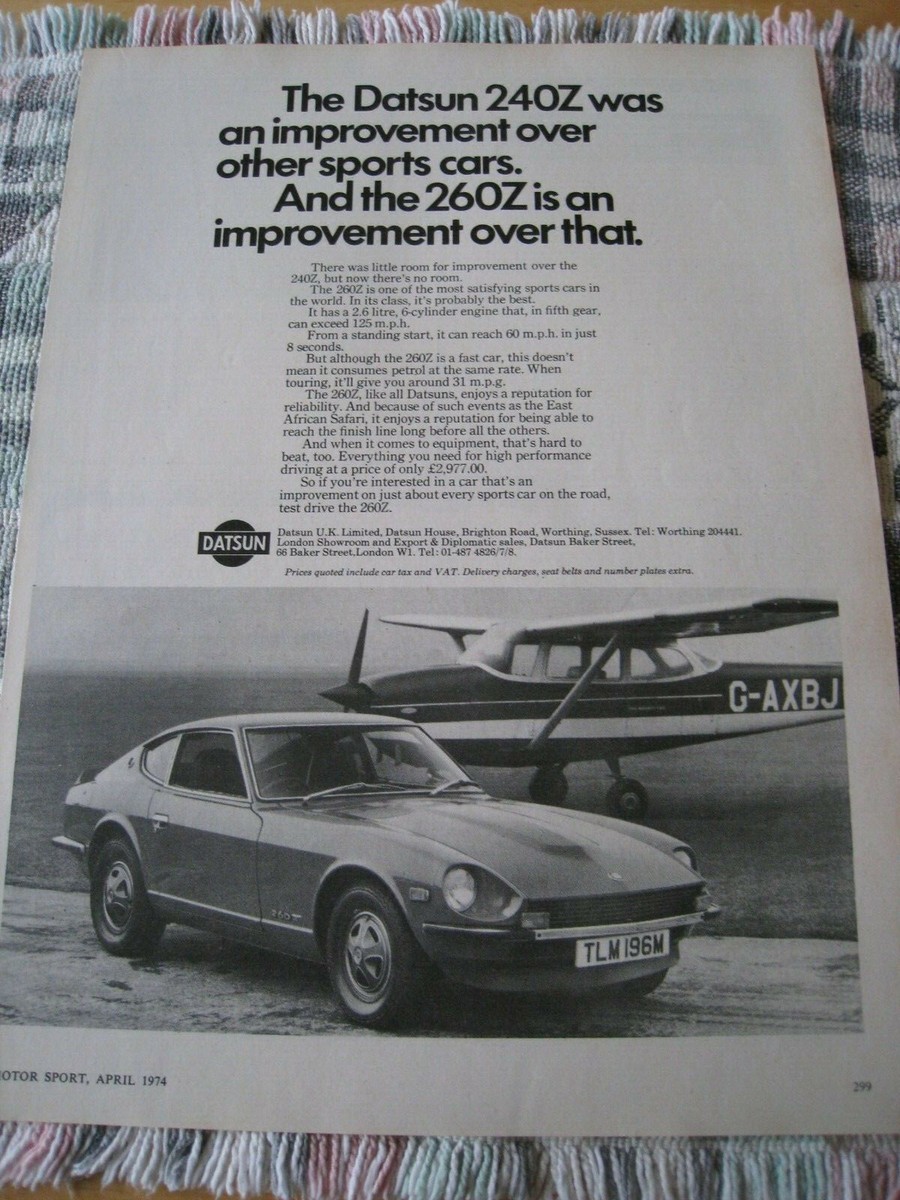 The Datsun 240Z was
an improvement over
other sports cars.
And the 260Z is an
improvement over that.
There was little room for improvement over the
240Z, but now there's no room.
The 260Z is one of the most satisfying sports cars in
the world. In its class, it's probably the best.
It has a 2.6 litre, 6-cylinder engine that, in fifth gear,
can exceed 125 m.p.h.
From a standing start, it can reach 60 m.p.h. in just
8 seconds.
But although the 260Z is a fast car, this doesn't
mean it consumes petrol at the same rate. When
touring, it'll give you around 31 m.p.g.
The 260Z, like all Datsuns, enjoys a reputation for
reliability. And because of such events as the East
African Safari, it enjoys a reputation for being able to
reach the finish line long before all the others.
And when it comes to equipment, that's hard to
beat, too. Everything you need for high performance
driving at a price of only £2,977.00.
So if you're interested in a car that's an
improvement on just about every sports car on the road,
test drive the 260Z.
DATSUN
Datsun U.K. Limited, Datsun House, Brighton Road, Worthing, Sussex. Tel: Worthing 204441.
London Showroom and Export & Diplomatic sales, Datsun Baker Street,
66 Baker Street, London W1. Tel: 01-487 4826/7/8.
Prices quoted include car tax and VAT. Delivery charges, seat belts and number plates extra.
G-AXBJ
260Z
TLM 196M
OTOR SPORT, APRIL 1974
299